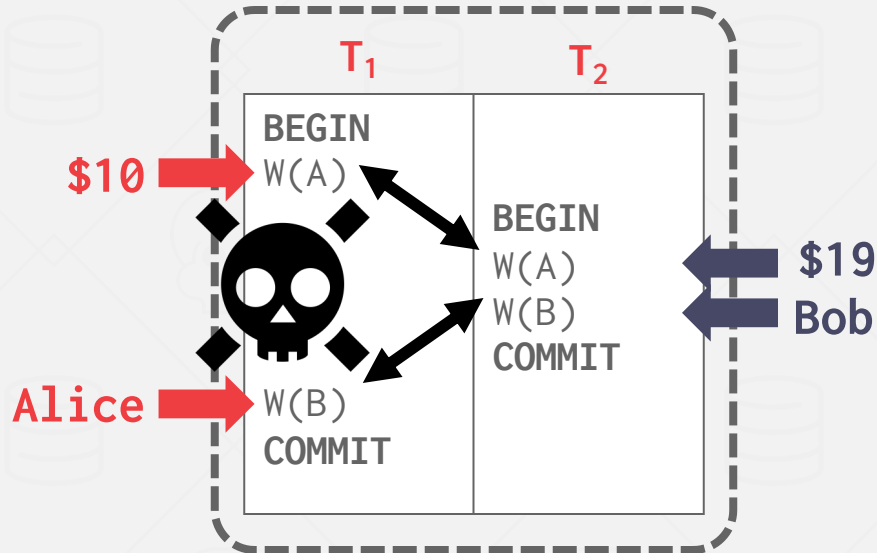 T₁ T₂
BEGIN
$10 W(A)
BEGIN
W(A) $19
W(B) Bob
COMMIT
Alice W(B)
COMMIT